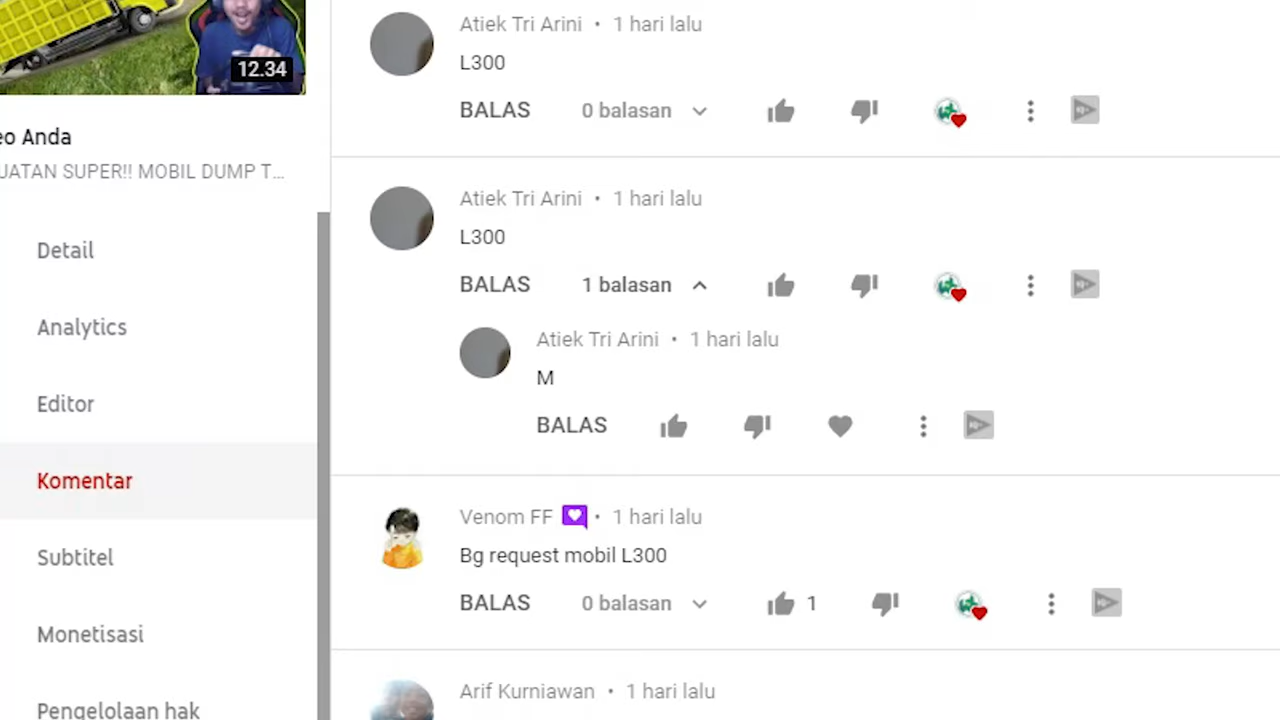 12.34
eo Anda
UATAN SUPER!! MOBIL DUMP T...
Detail
Analytics
Editor
Komentar
Subtitel
Monetisasi
Pengelolaan hak
Atiek Tri Arini • 1 hari lalu
L300
BALAS 0 balasan
Atiek Tri Arini • 1 hari lalu
L300
BALAS 1 balasan
Atiek Tri Arini • 1 hari lalu
M
BALAS
Venom FF • 1 hari lalu
Bg request mobil L300
BALAS 0 balasan 1
Arif Kurniawan • 1 hari lalu